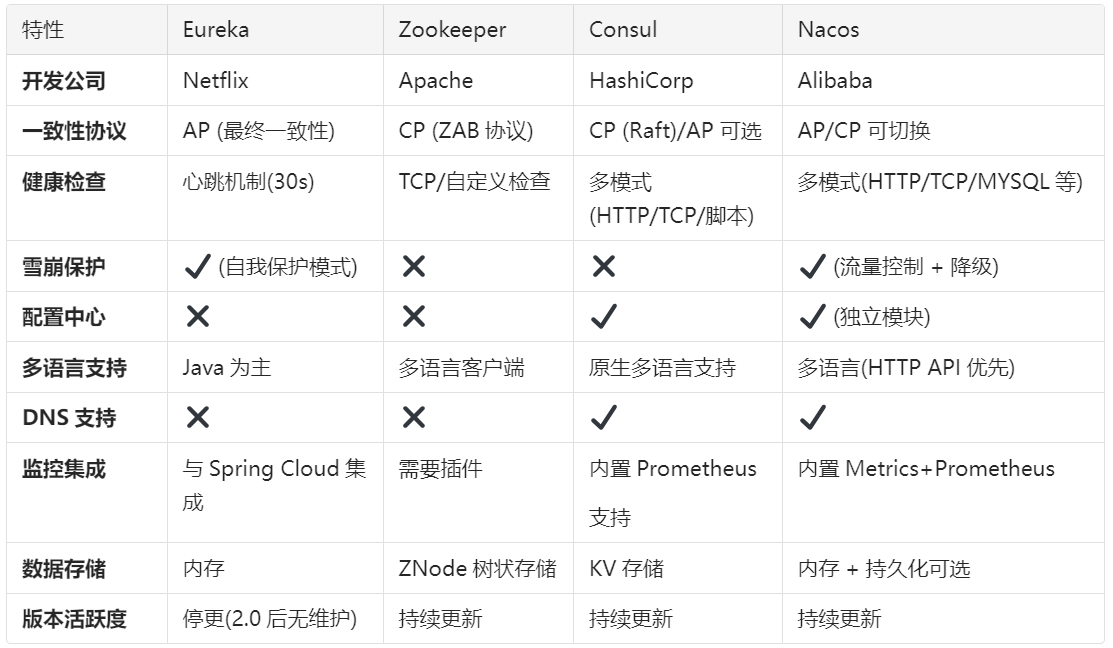 特性 Eureka Zookeeper Consul Nacos
开发公司 Netflix Apache HashiCorp Alibaba
一致性协议 AP (最终一致性) CP (ZAB 协议) CP (Raft)/AP 可选 AP/CP 可切换
健康检查 心跳机制(30s) TCP/自定义检查 多模式 多模式(HTTP/TCP/MYSQL 等)
(HTTP/TCP/脚本)
雪崩保护 ✔ (自我保护模式) ✖ ✖ ✔ (流量控制 + 降级)
配置中心 ✖ ✖ ✔ ✔ (独立模块)
多语言支持 Java 为主 多语言客户端 原生多语言支持 多语言(HTTP API 优先)
DNS 支持 ✖ ✖ ✔ ✔
监控集成 与 Spring Cloud 集 需要插件 内置 Prometheus 内置 Metrics+Prometheus
成 支持
数据存储 内存 ZNode 树状存储 KV 存储 内存 + 持久化可选
版本活跃度 停更(2.0 后无维护) 持续更新 持续更新 持续更新